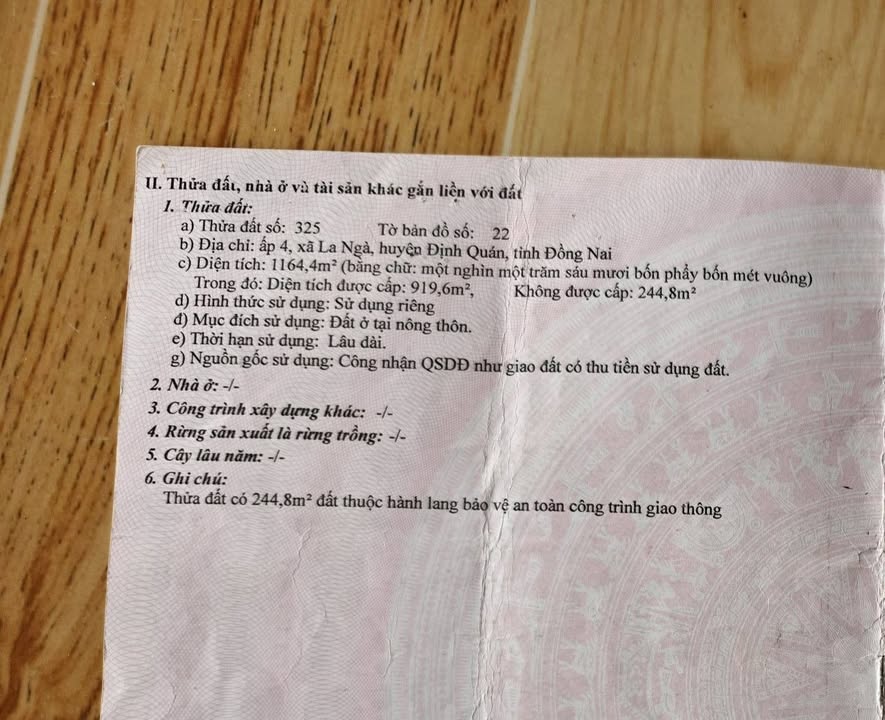 II. Thửa đất, nhà ở và tài sản khác gắn liền với đất
1. Thửa đất:
a) Thửa đất số: 325 Tờ bản đồ số: 22
b) Địa chỉ: ấp 4, xã La Ngà, huyện Định Quán, tỉnh Đồng Nai
c) Diện tích: 1164,4m² (bằng chữ: một nghìn một trăm sáu mươi bốn phẩy bốn mét vuông)
Trong đó: Diện tích được cấp: 919,6m², Không được cấp: 244,8m²
d) Hình thức sử dụng: Sử dụng riêng
đ) Mục đích sử dụng: Đất ở tại nông thôn.
e) Thời hạn sử dụng: Lâu dài.
g) Nguồn gốc sử dụng: Công nhận QSDĐ như giao đất có thu tiền sử dụng đất.
2. Nhà ở: -/-
3. Công trình xây dựng khác: -/-
4. Rừng sản xuất là rừng trồng: -/-
5. Cây lâu năm: -/-
6. Ghi chú:
Thửa đất có 244,8m² đất thuộc hành lang bảo vệ an toàn công trình giao thông